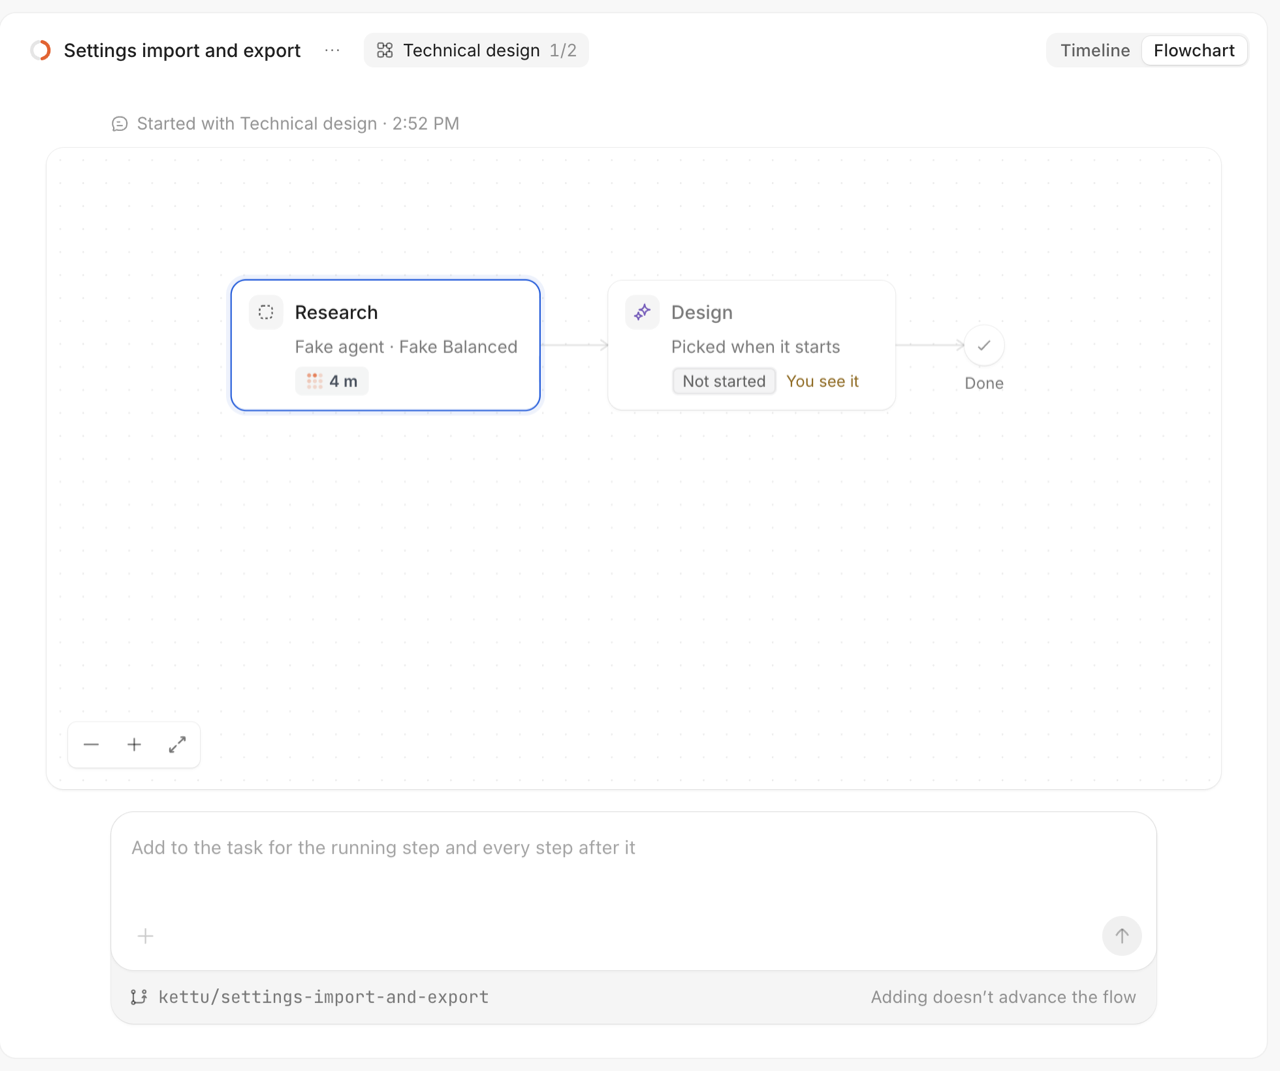 Settings import and export ··· Technical design 1/2 Timeline Flowchart
Started with Technical design · 2:52 PM
Research
Fake agent · Fake Balanced
4 m
Design
Picked when it starts
Not started You see it
Done
Add to the task for the running step and every step after it
kettu/settings-import-and-export Adding doesn’t advance the flow